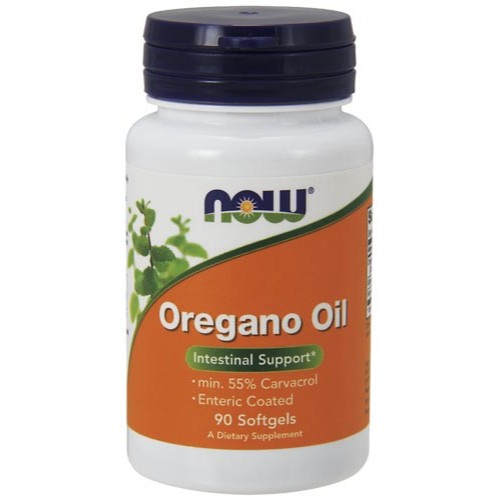 NOW®
Oregano Oil
Intestinal Support*
• min. 55% Carvacrol
• Enteric Coated
90 Softgels
A Dietary Supplement